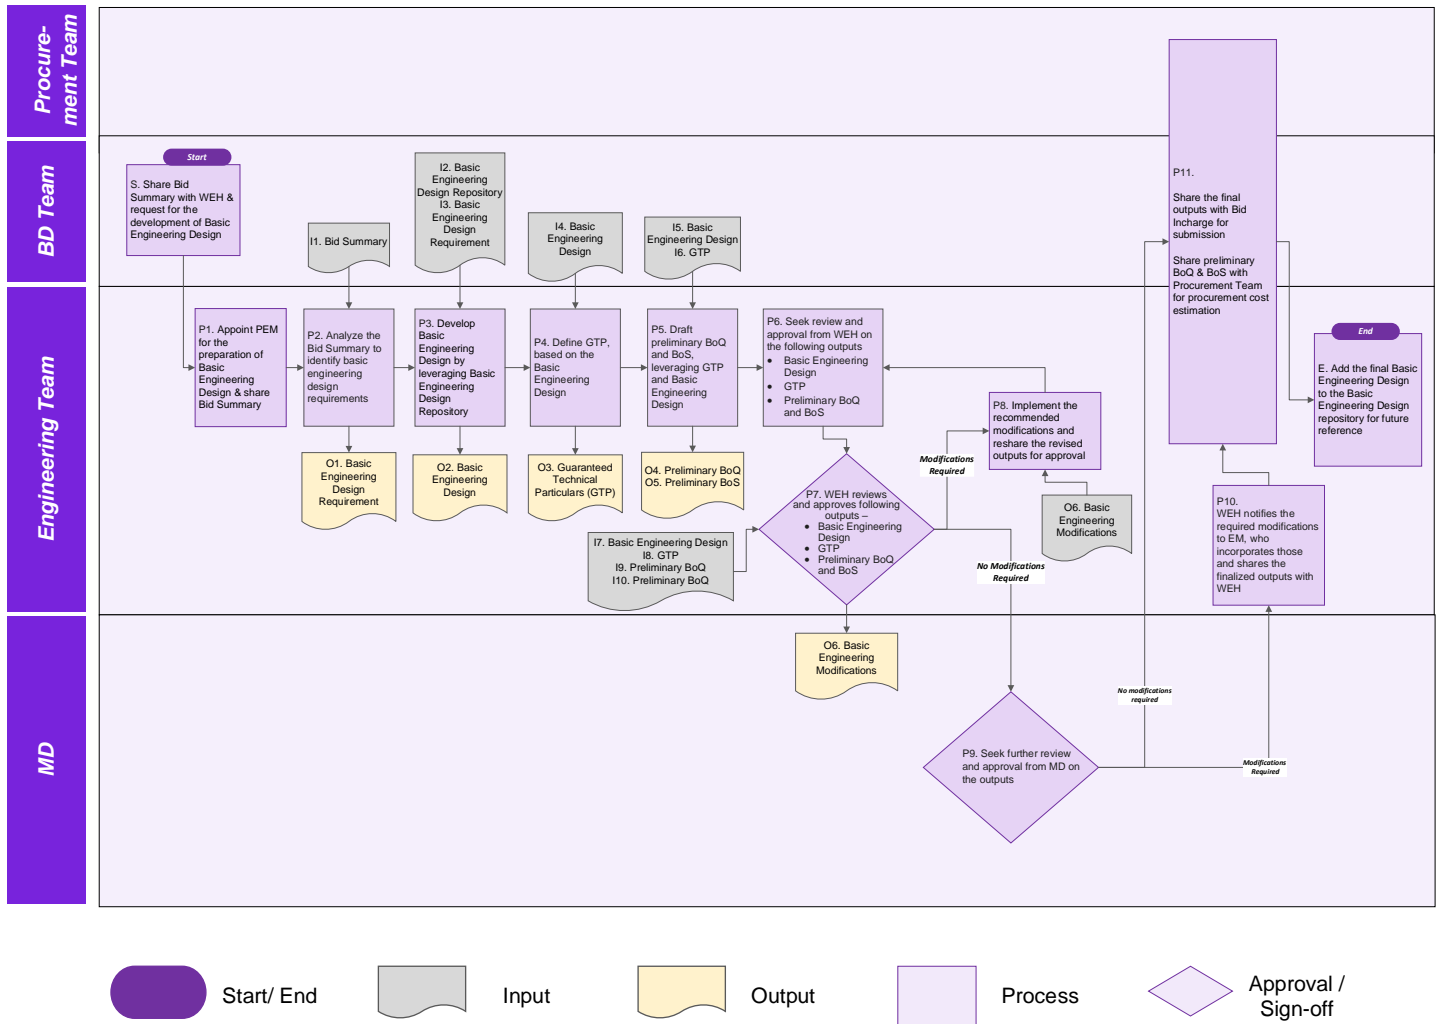 Procure-
ment Team
BD Team
Engineering Team
MD
Start
S. Share Bid
Summary with WEH &
request for the
development of Basic
Engineering Design
I1. Bid Summary
I2. Basic
Engineering
Design Repository
I3. Basic
Engineering
Design
Requirement
I4. Basic
Engineering
Design
I5. Basic
Engineering Design
I6. GTP
P1. Appoint PEM
for the
preparation of
Basic
Engineering
Design & share
Bid Summary
P2. Analyze the
Bid Summary to
identify basic
engineering
design
requirements
P3. Develop
Basic
Engineering
Design by
leveraging Basic
Engineering
Design
Repository
P4. Define GTP,
based on the
Basic
Engineering
Design
P5. Draft
preliminary BoQ
and BoS,
leveraging GTP
and Basic
Engineering
Design
P6. Seek review and
approval from WEH on
the following outputs
• Basic Engineering
Design
• GTP
• Preliminary BoQ
and BoS
O1. Basic
Engineering
Design
Requirement
O2. Basic
Engineering
Design
O3. Guaranteed
Technical
Particulars (GTP)
O4. Preliminary BoQ
O5. Preliminary BoS
I7. Basic Engineering Design
I8. GTP
I9. Preliminary BoQ
I10. Preliminary BoQ
P7. WEH reviews
and approves following
outputs –
• Basic Engineering
Design
• GTP
• Preliminary BoQ
and BoS
O6. Basic
Engineering
Modifications
Modifications
Required
P8. Implement the
recommended
modifications and
reshare the revised
outputs for approval
O6. Basic
Engineering
Modifications
No Modifications
Required
P9. Seek further review
and approval from MD on
the outputs
No modifications
required
Modifications
Required
P10.
WEH notifies the
required modifications
to EM, who
incorporates those
and shares the
finalized outputs with
WEH
P11.
Share the final
outputs with Bid
Incharge for
submission
Share preliminary
BoQ & BoS with
Procurement Team
for procurement cost
estimation
End
E. Add the final Basic
Engineering Design
to the Basic
Engineering Design
repository for future
reference
Start/ End
Input
Output
Process
Approval /
Sign-off